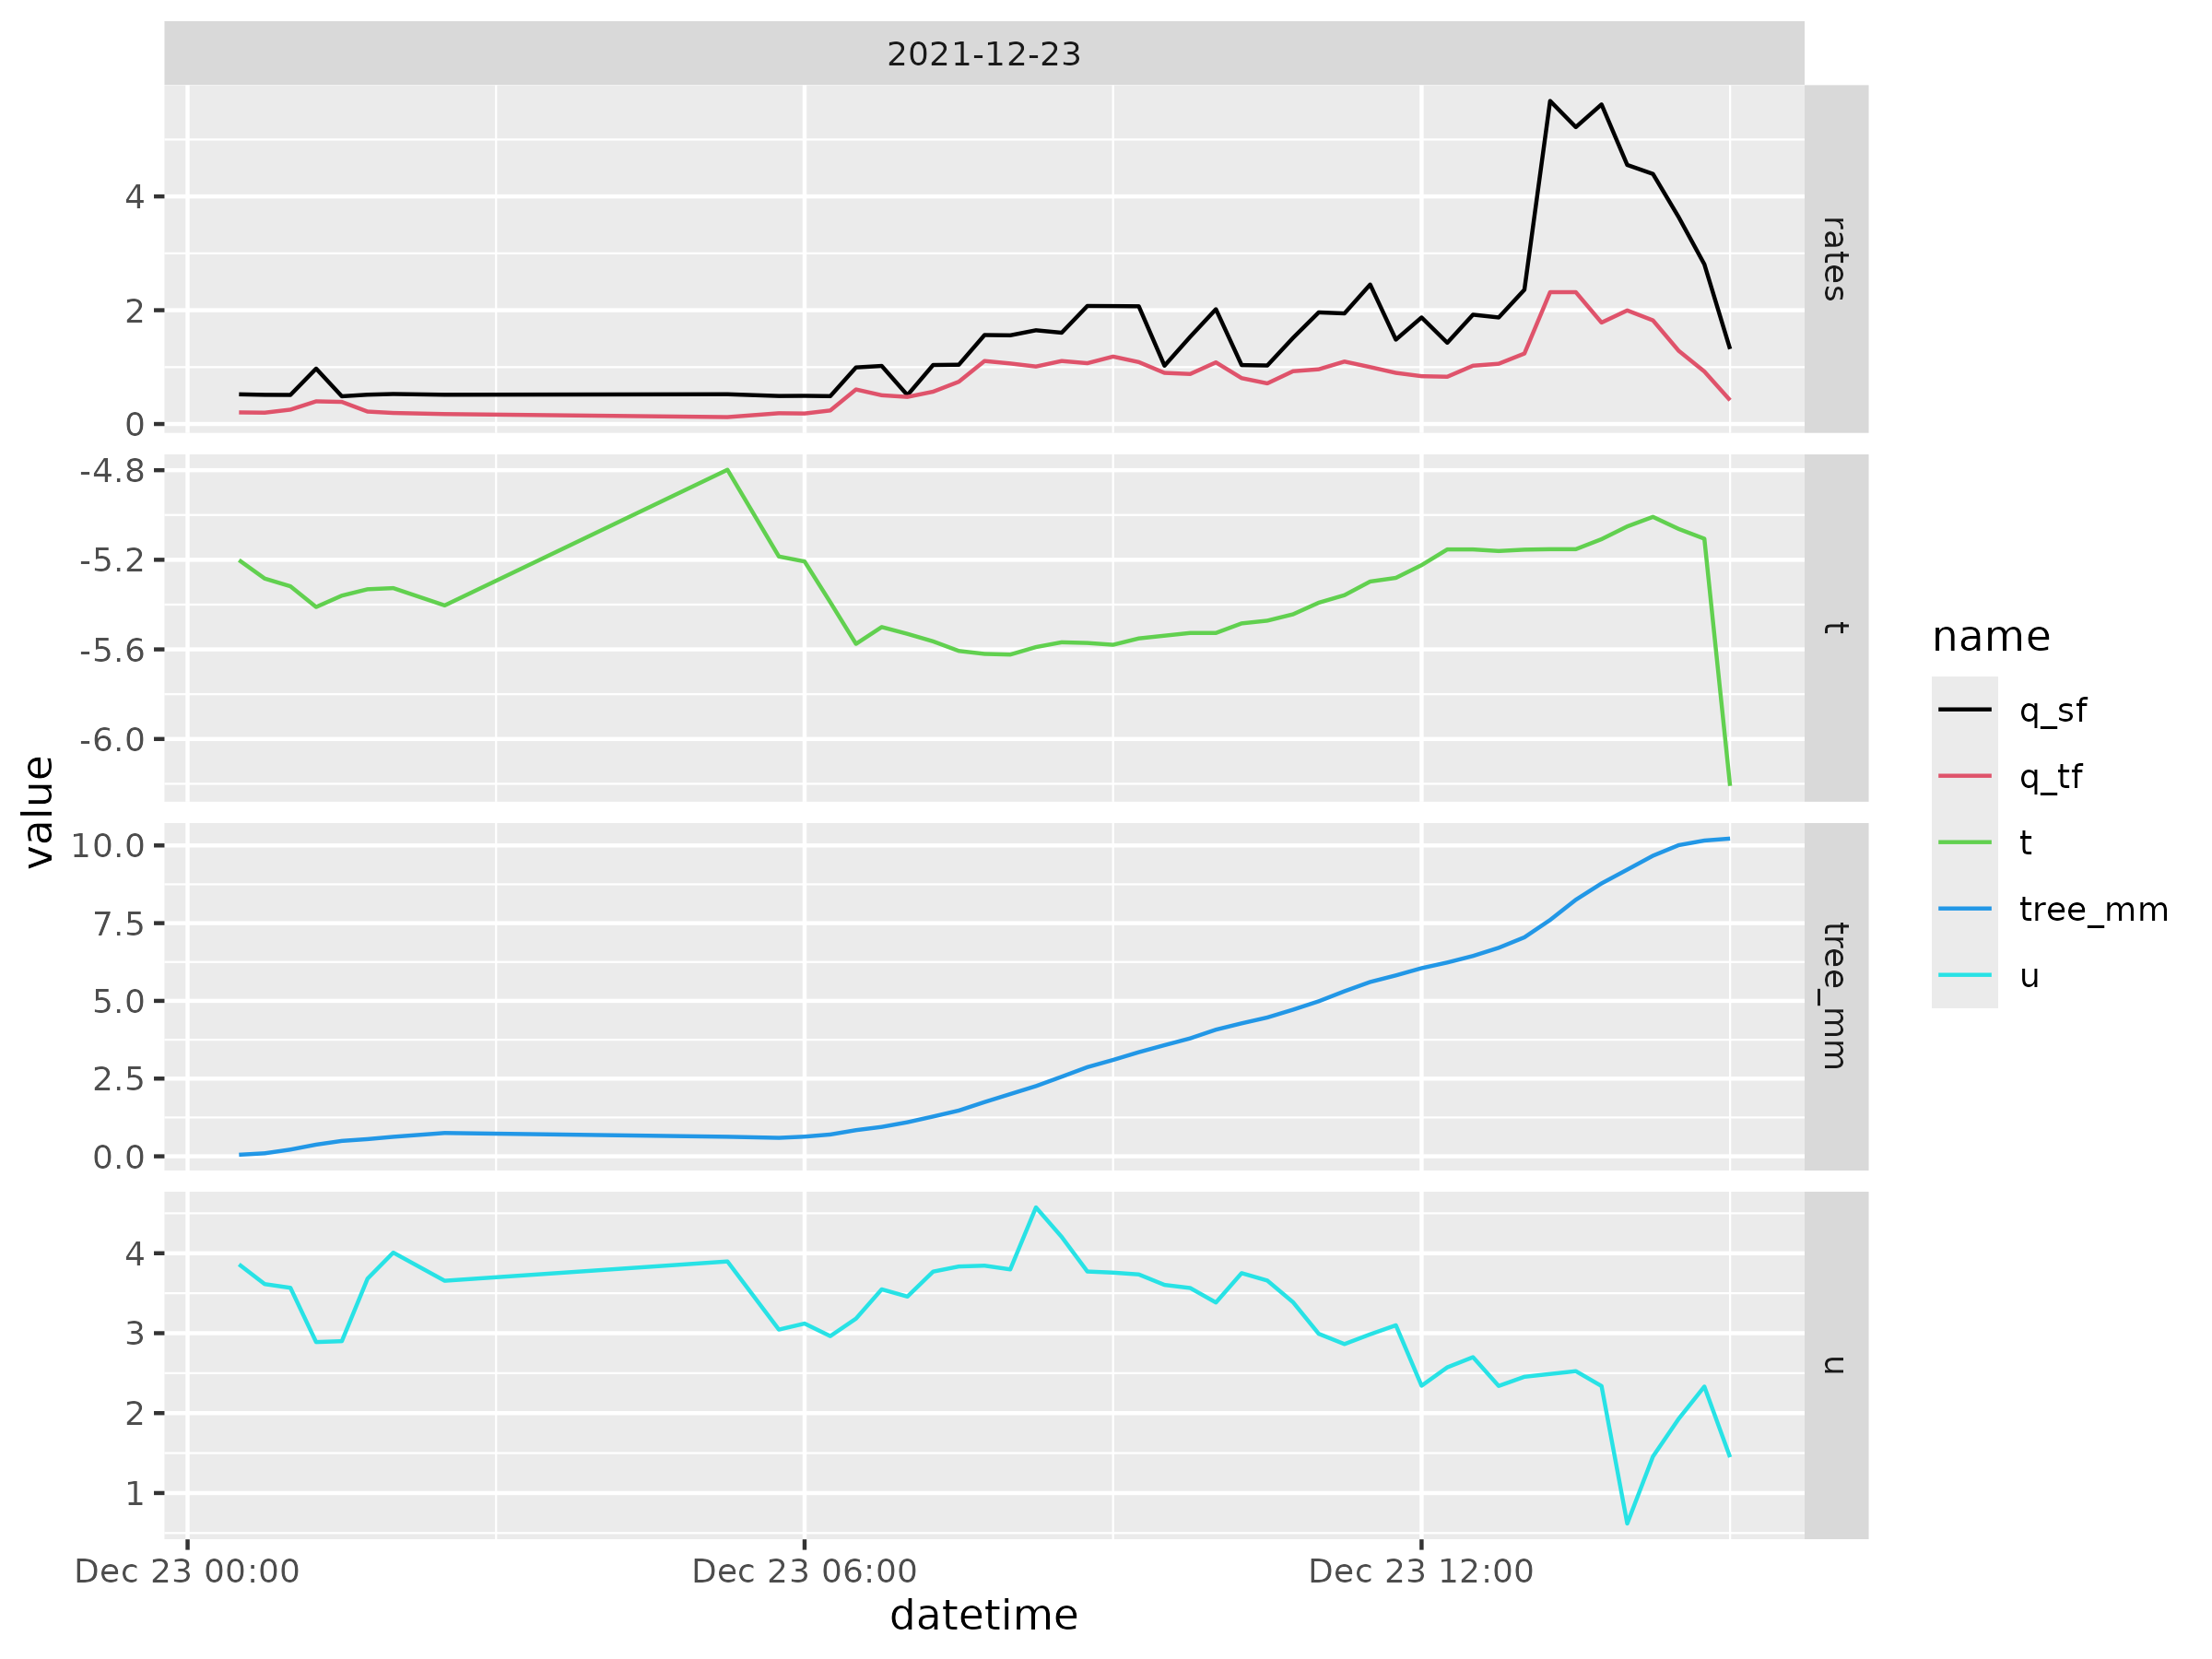 2021-12-23
4
2
0
rates
-4.8
-5.2
-5.6
-6.0
t
10.0
7.5
5.0
2.5
0.0
tree_mm
4
3
2
1
u
Dec 23 00:00
Dec 23 06:00
Dec 23 12:00
datetime
value
name
q_sf
q_tf
t
tree_mm
u